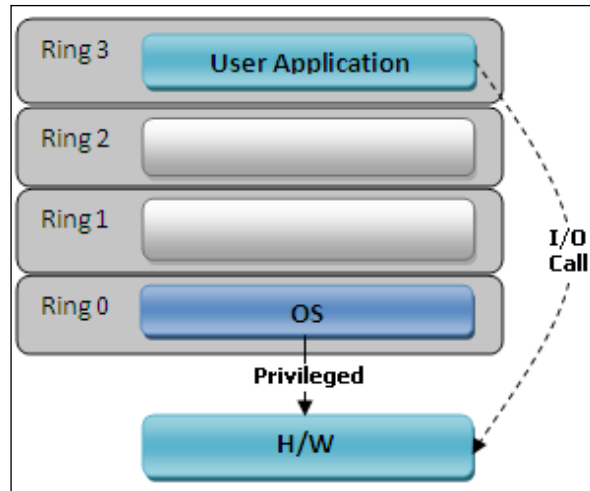 Ring 3
User Application
Ring 2
Ring 1
I/O
Call
Ring 0
OS
Privileged
H/W